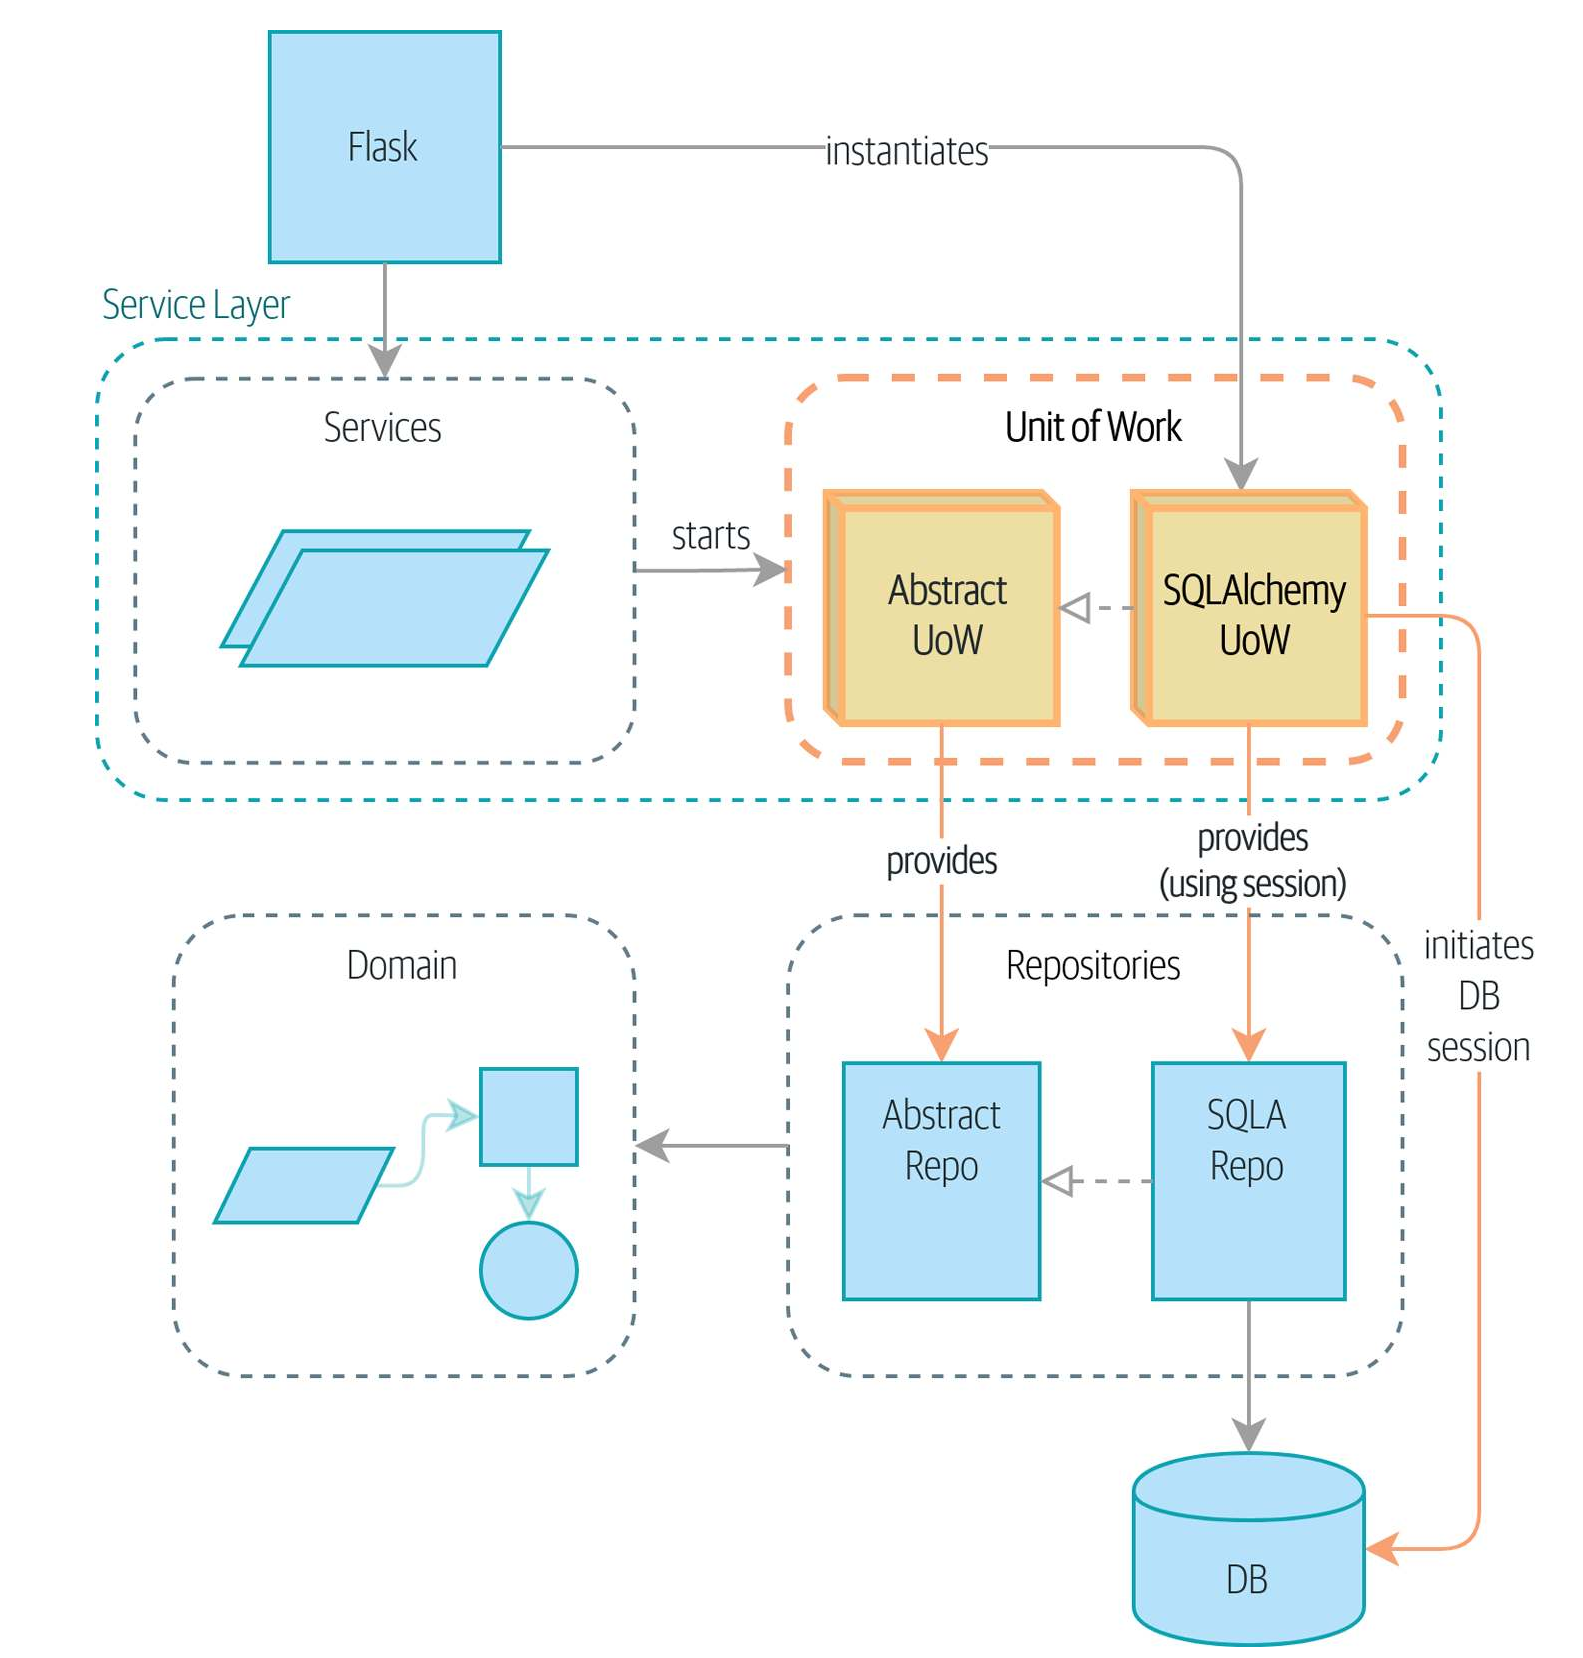 Flask
instantiates
Service Layer
Services
Unit of Work
starts
Abstract
UoW
SQLAlchemy
UoW
provides
provides
(using session)
initiates
DB
session
Domain
Repositories
Abstract
Repo
SQLA
Repo
DB